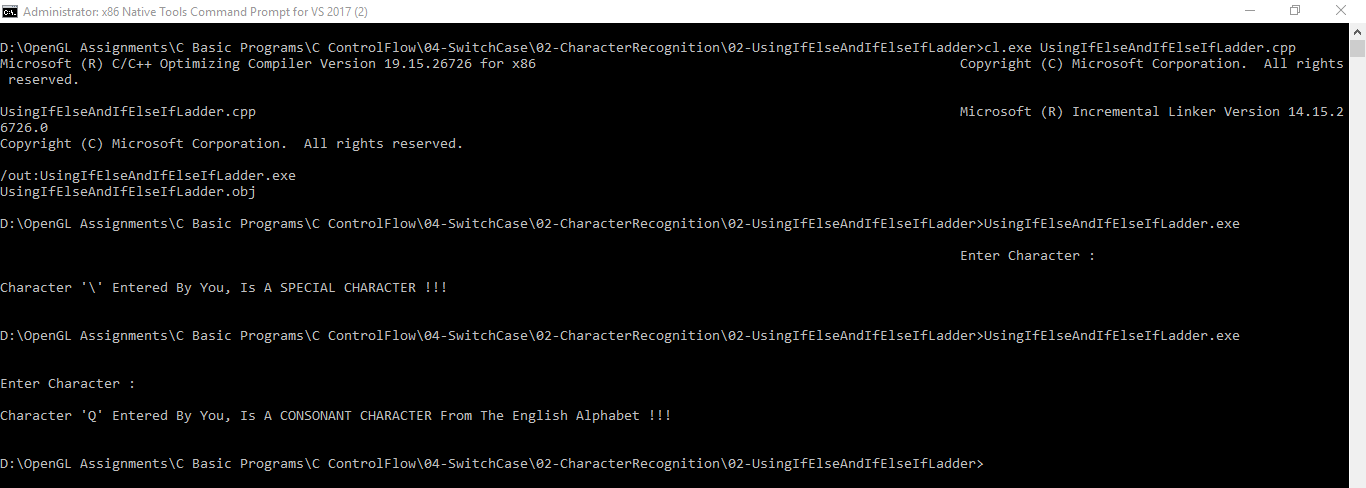 Administrator: x86 Native Tools Command Prompt for VS 2017 (2)
D:\OpenGL Assignments\C Basic Programs\C ControlFlow\04-SwitchCase\02-CharacterRecognition\02-UsingIfElseAndIfElseIfLadder>cl.exe UsingIfElseAndIfElseIfLadder.cpp
Microsoft (R) C/C++ Optimizing Compiler Version 19.15.26726 for x86 Copyright (C) Microsoft Corporation.  All rights
 reserved.
UsingIfElseAndIfElseIfLadder.cpp Microsoft (R) Incremental Linker Version 14.15.2
6726.0
Copyright (C) Microsoft Corporation.  All rights reserved.
/out:UsingIfElseAndIfElseIfLadder.exe
UsingIfElseAndIfElseIfLadder.obj
D:\OpenGL Assignments\C Basic Programs\C ControlFlow\04-SwitchCase\02-CharacterRecognition\02-UsingIfElseAndIfElseIfLadder>UsingIfElseAndIfElseIfLadder.exe
Enter Character :
Character '\' Entered By You, Is A SPECIAL CHARACTER !!!
D:\OpenGL Assignments\C Basic Programs\C ControlFlow\04-SwitchCase\02-CharacterRecognition\02-UsingIfElseAndIfElseIfLadder>UsingIfElseAndIfElseIfLadder.exe
Enter Character :
Character 'Q' Entered By You, Is A CONSONANT CHARACTER From The English Alphabet !!!
D:\OpenGL Assignments\C Basic Programs\C ControlFlow\04-SwitchCase\02-CharacterRecognition\02-UsingIfElseAndIfElseIfLadder>